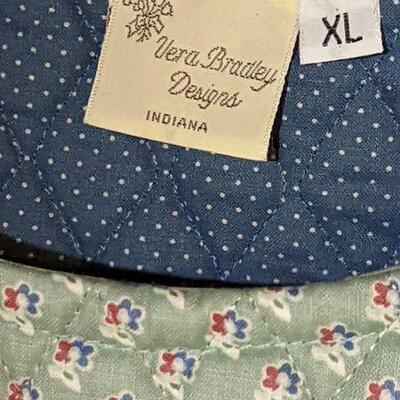 XL
Vera Bradley
Designs
INDIANA